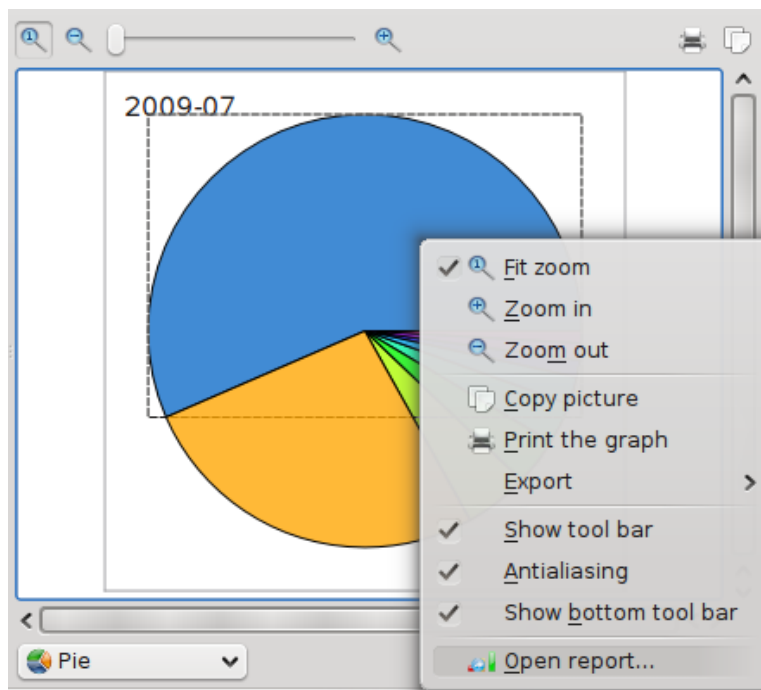 2009-07
Fit zoom
Zoom in
Zoom out
Copy picture
Print the graph
Export
Show tool bar
Antialiasing
Show bottom tool bar
Pie
Open report...